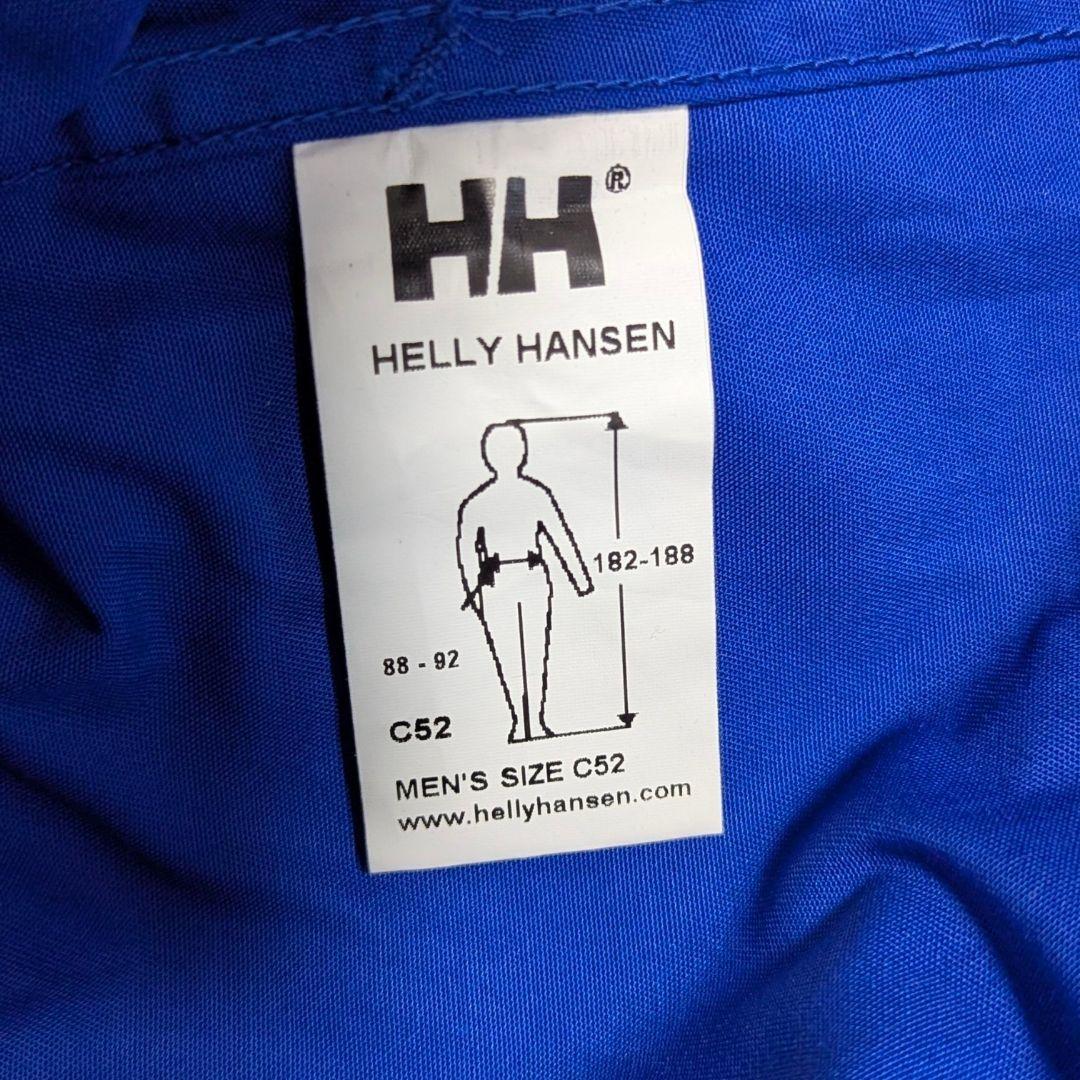 HH®
HELLY HANSEN
182-188
88 - 92
C52
MEN'S SIZE C52
www.hellyhansen.com